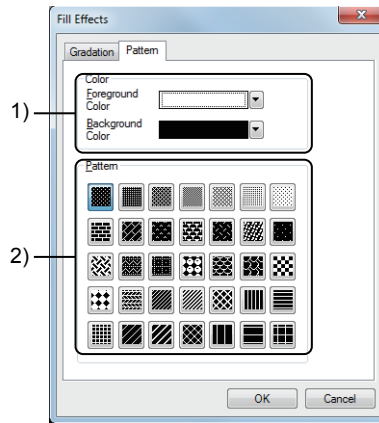 Fill Effects
Gradation Pattern
Color
1)
Foreground
Color
Background
Color
2)
Pattern
OK Cancel